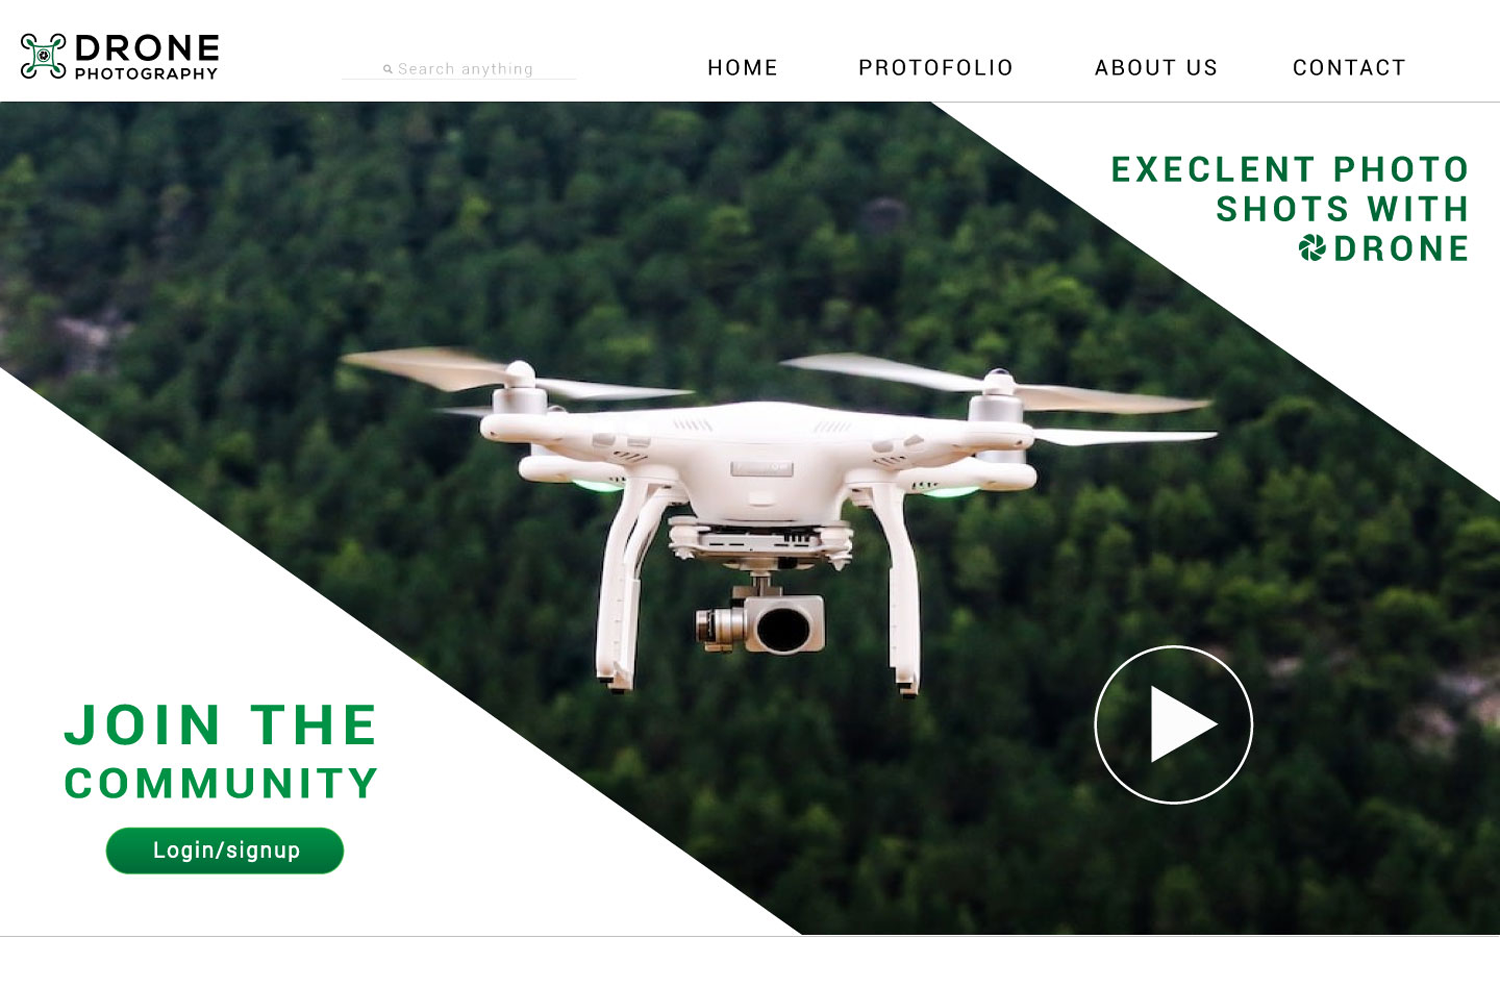 DRONE
PHOTOGRAPHY
Search anything
HOME
PROTOFOLIO
ABOUT US
CONTACT
EXECLENT PHOTO
SHOTS WITH
DRONE
JOIN THE
COMMUNITY
Login/signup